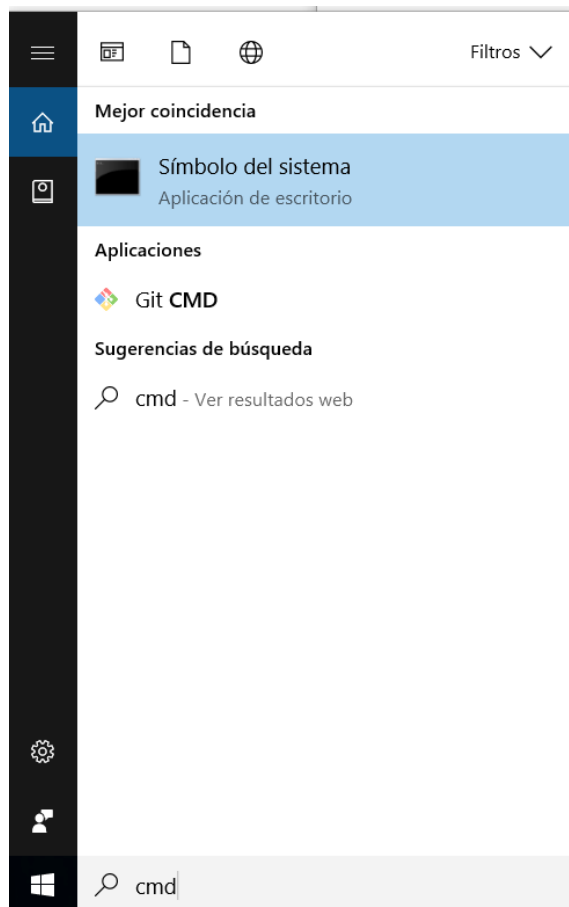 Filtros
Mejor coincidencia
Símbolo del sistema
Aplicación de escritorio
Aplicaciones
Git CMD
Sugerencias de búsqueda
cmd - Ver resultados web
cmd